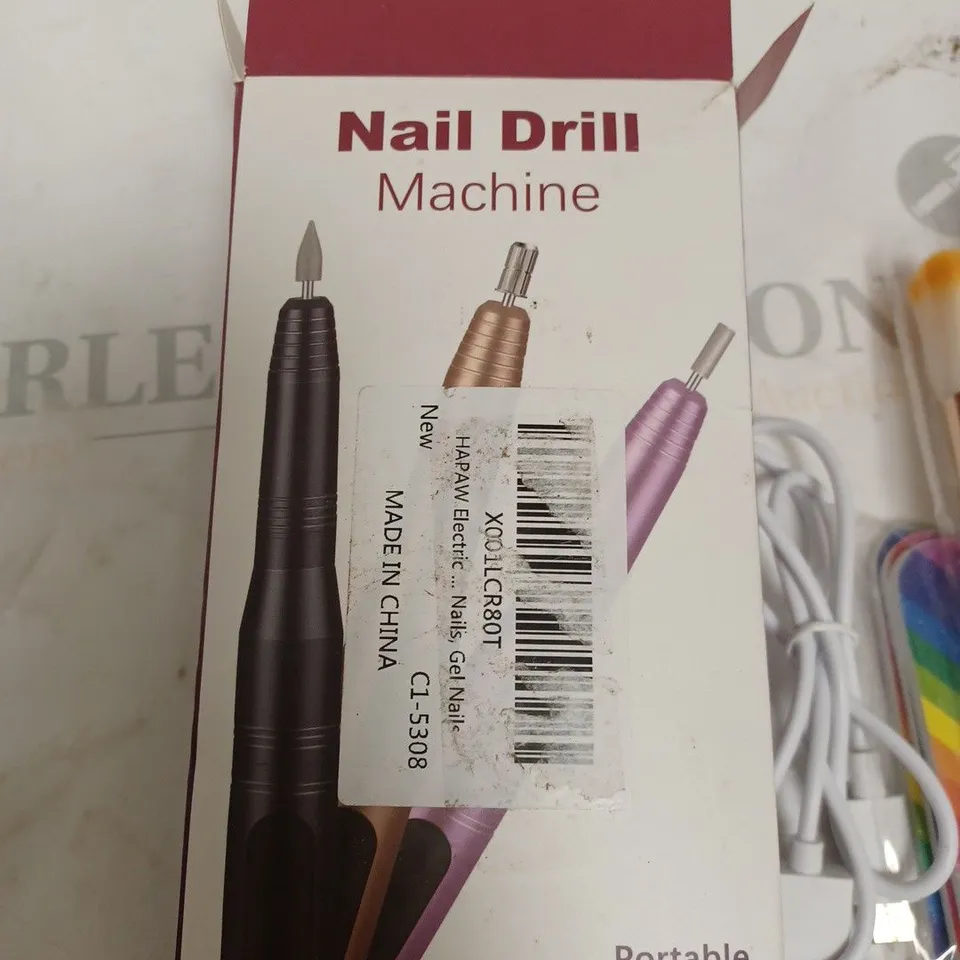 Nail Drill
Machine
X001LCR80T
HAPAW Electric ... Nails, Gel Nails
New
MADE IN CHINA
C1-5308
Portable